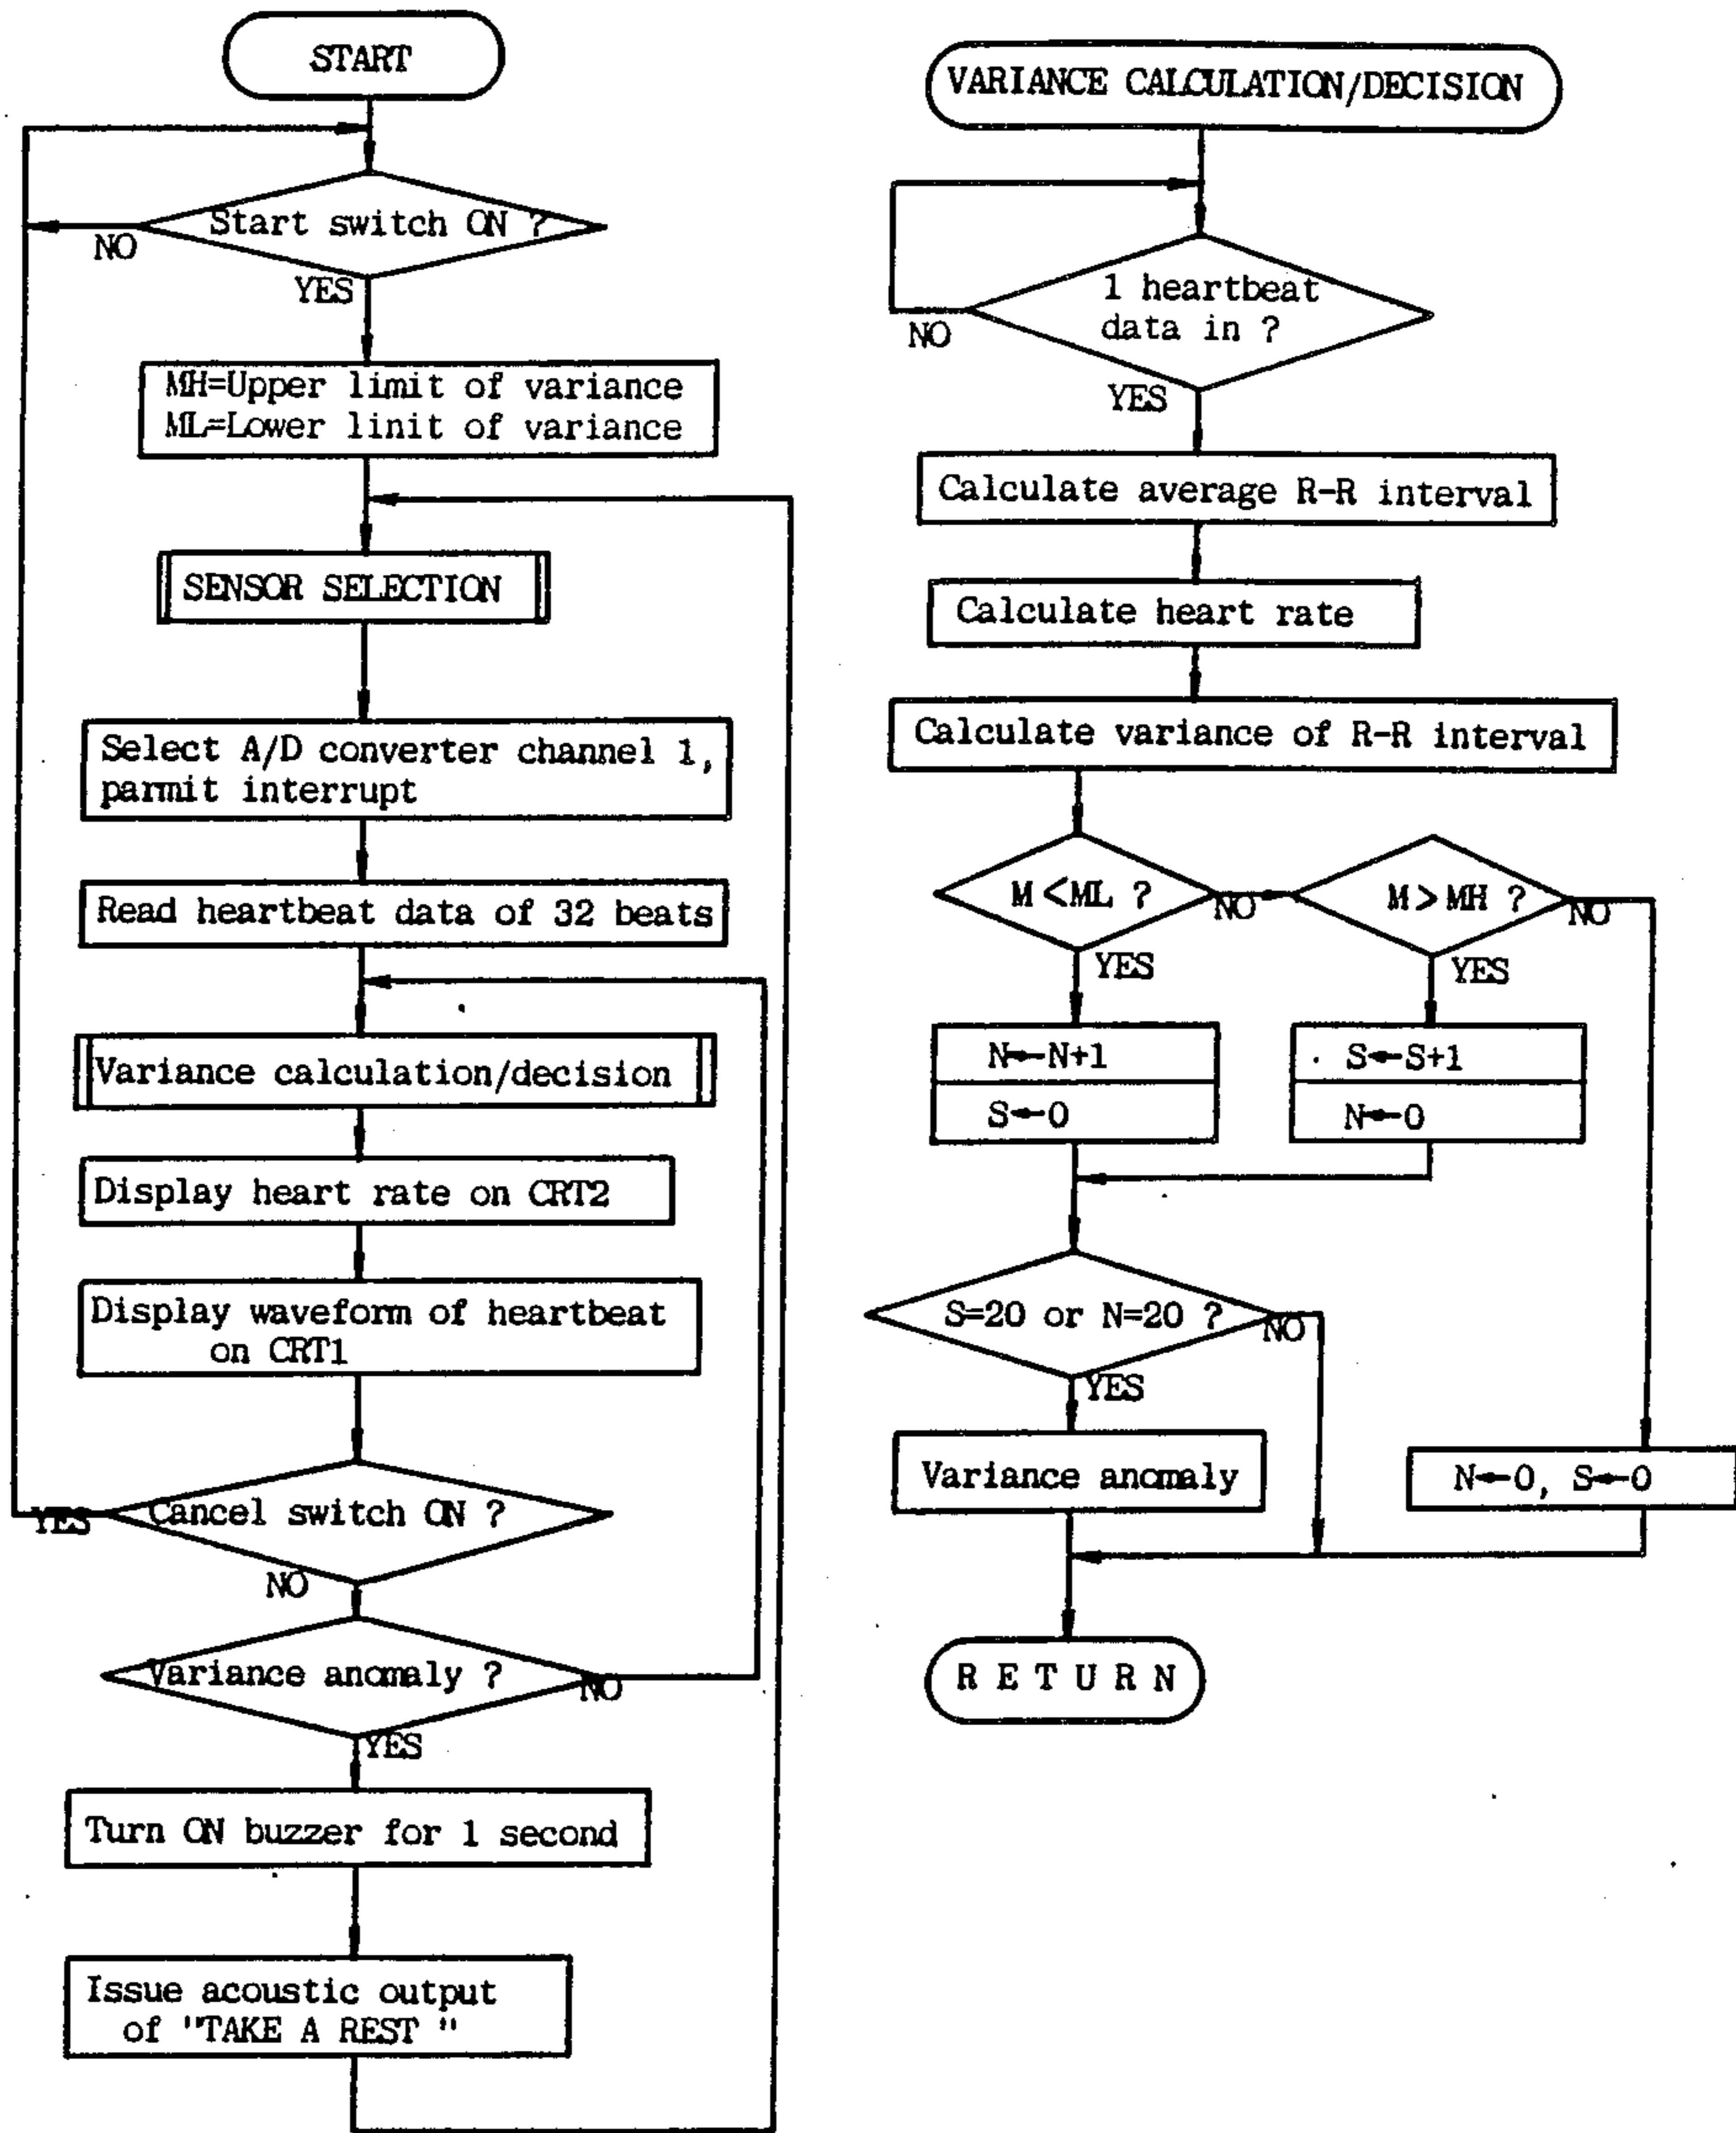 START
Start switch ON ?
NO
YES
MH=Upper limit of variance
ML=Lower linit of variance
SENSOR SELECTION
Select A/D converter channel 1,
parmit interrupt
Read heartbeat data of 32 beats
Variance calculation/decision
Display heart rate on CRT2
Display waveform of heartbeat
on CRT1
Cancel switch ON ?
YES
NO
Variance anomaly ?
NO
YES
Turn ON buzzer for 1 second
Issue acoustic output
of "TAKE A REST "
VARIANCE CALCULATION/DECISION
1 heartbeat
data in ?
NO
YES
Calculate average R-R interval
Calculate heart rate
Calculate variance of R-R interval
M<ML ?
NO
M>MH ?
NO
YES
YES
N←N+1
S←0
S←S+1
N←0
S=20 or N=20 ?
NO
YES
Variance anomaly
N←0, S←0
R E T U R N